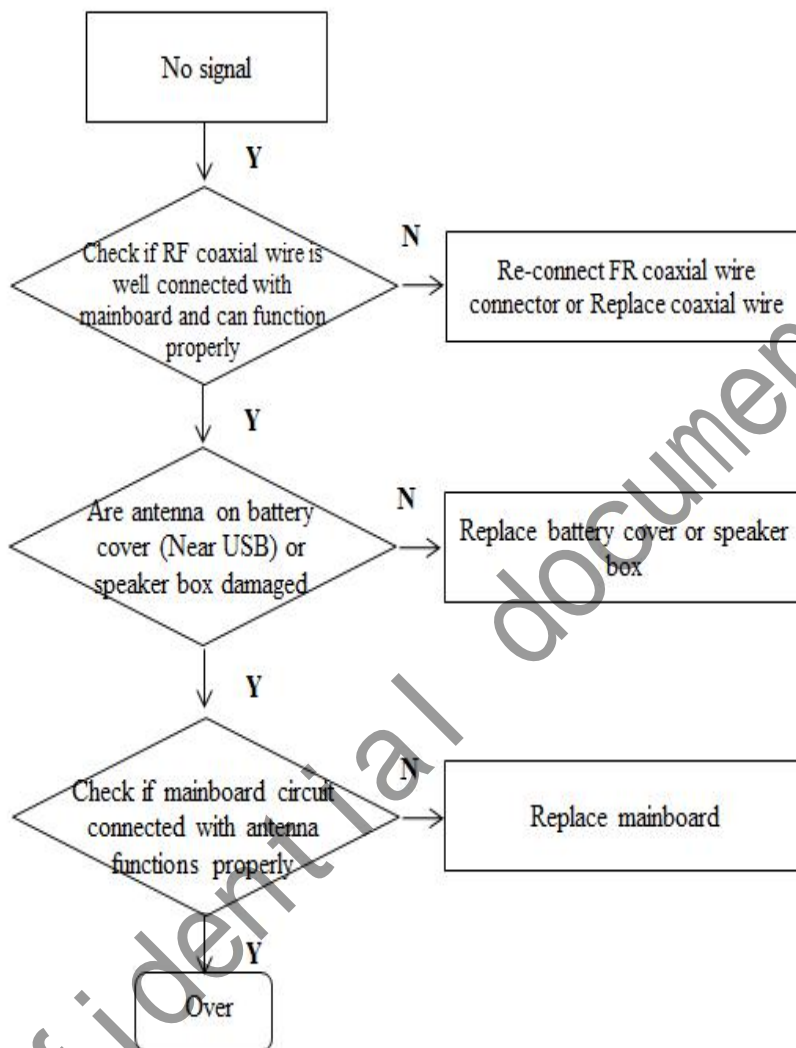 No signal
Y
Check if RF coaxial wire is
well connected with
mainboard and can function
properly
N
Re-connect FR coaxial wire
connector or Replace coaxial wire
Y
Are antenna on battery
cover (Near USB) or
speaker box damaged
N
Replace battery cover or speaker
box
Y
Check if mainboard circuit
connected with antenna
functions properly
N
Replace mainboard
Y
Over
fidential documen